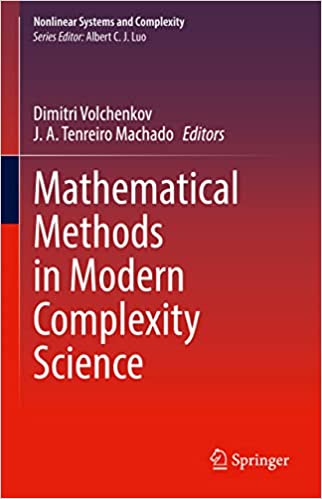 Nonlinear Systems and Complexity
Series Editor: Albert C. J. Luo
Dimitri Volchenkov
J. A. Tenreiro Machado Editors
Mathematical
Methods
in Modern
Complexity
Science
Springer